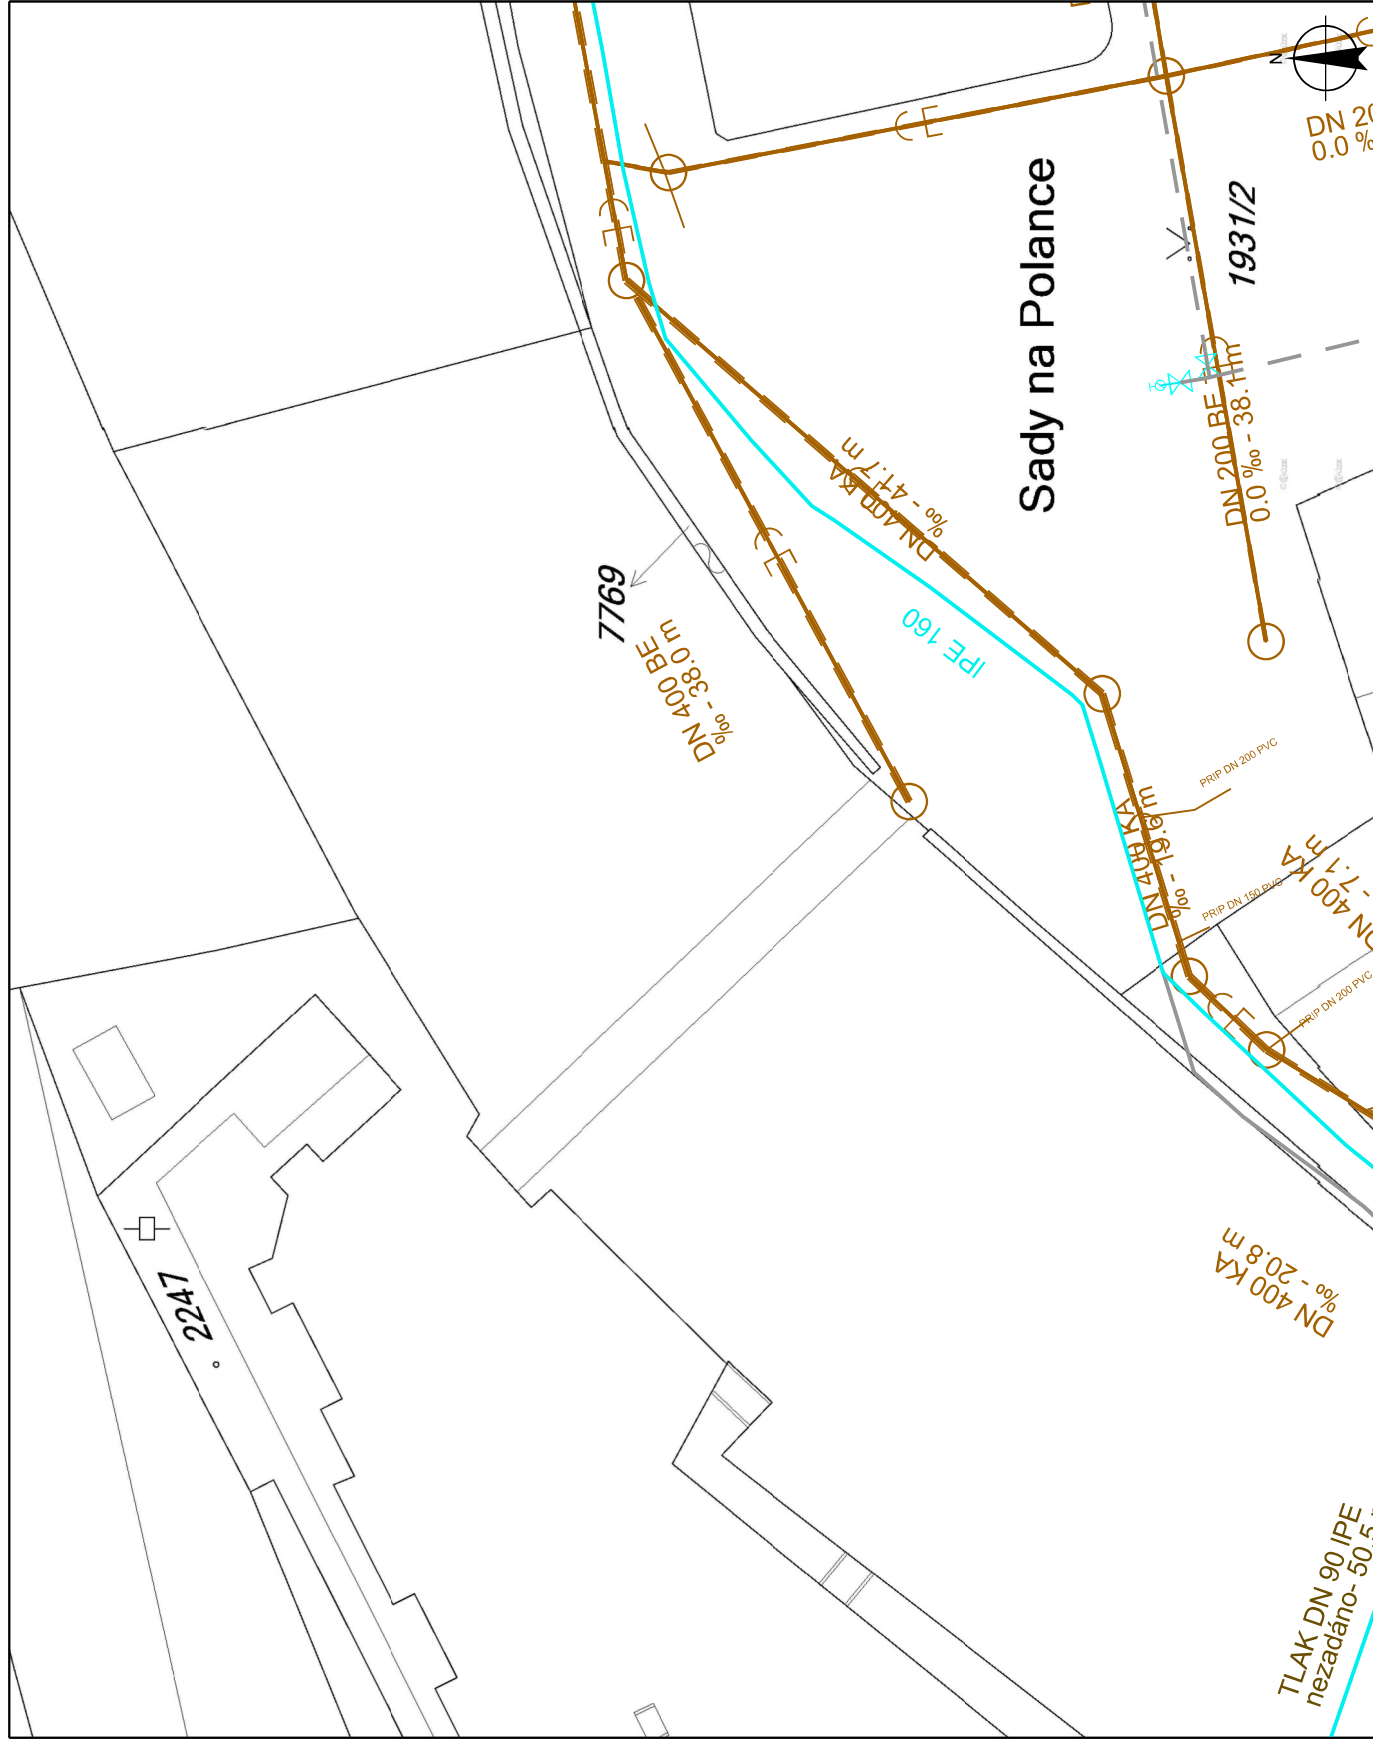 N
DN 20
0.0 %
Sady na Polance
1931/2
DN 200 BE
0.0 ‰ - 38.1 m
DN 400 KA
‰ - 41.7 m
IPE 160
7769
DN 400 BE
‰ - 38.0 m
PRIP DN 200 PVC
DN 400 KA
‰ - 19.6 m
PRIP DN 150 PVC
DN 400 KA
- 7.1 m
PRIP DN 200 PVC
DN 400 KA
‰ - 20.8 m
2247
TLAK DN 90 IPE
nezadáno- 50.5